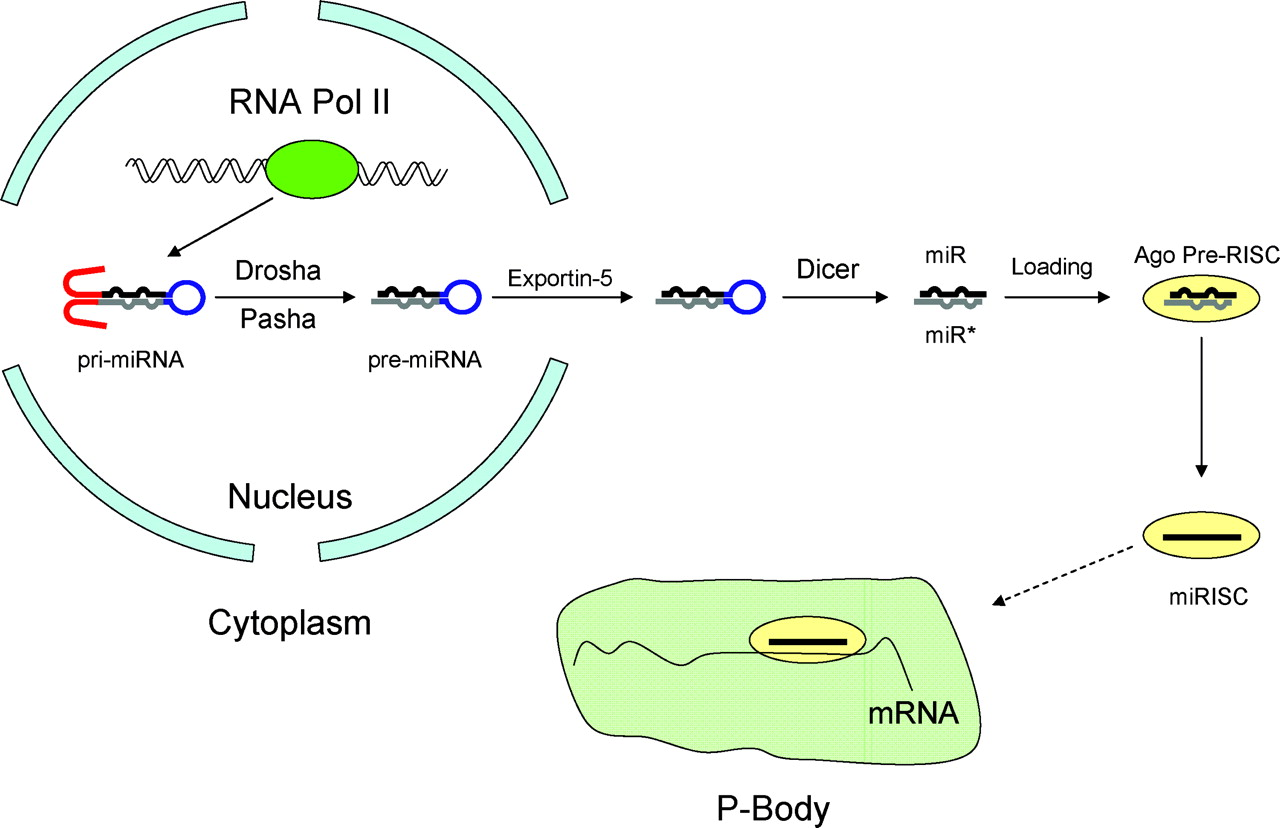 RNA Pol II
Drosha
Pasha
pri-miRNA
pre-miRNA
Exportin-5
Dicer
miR
miR*
Loading
Ago Pre-RISC
miRISC
Nucleus
Cytoplasm
mRNA
P-Body